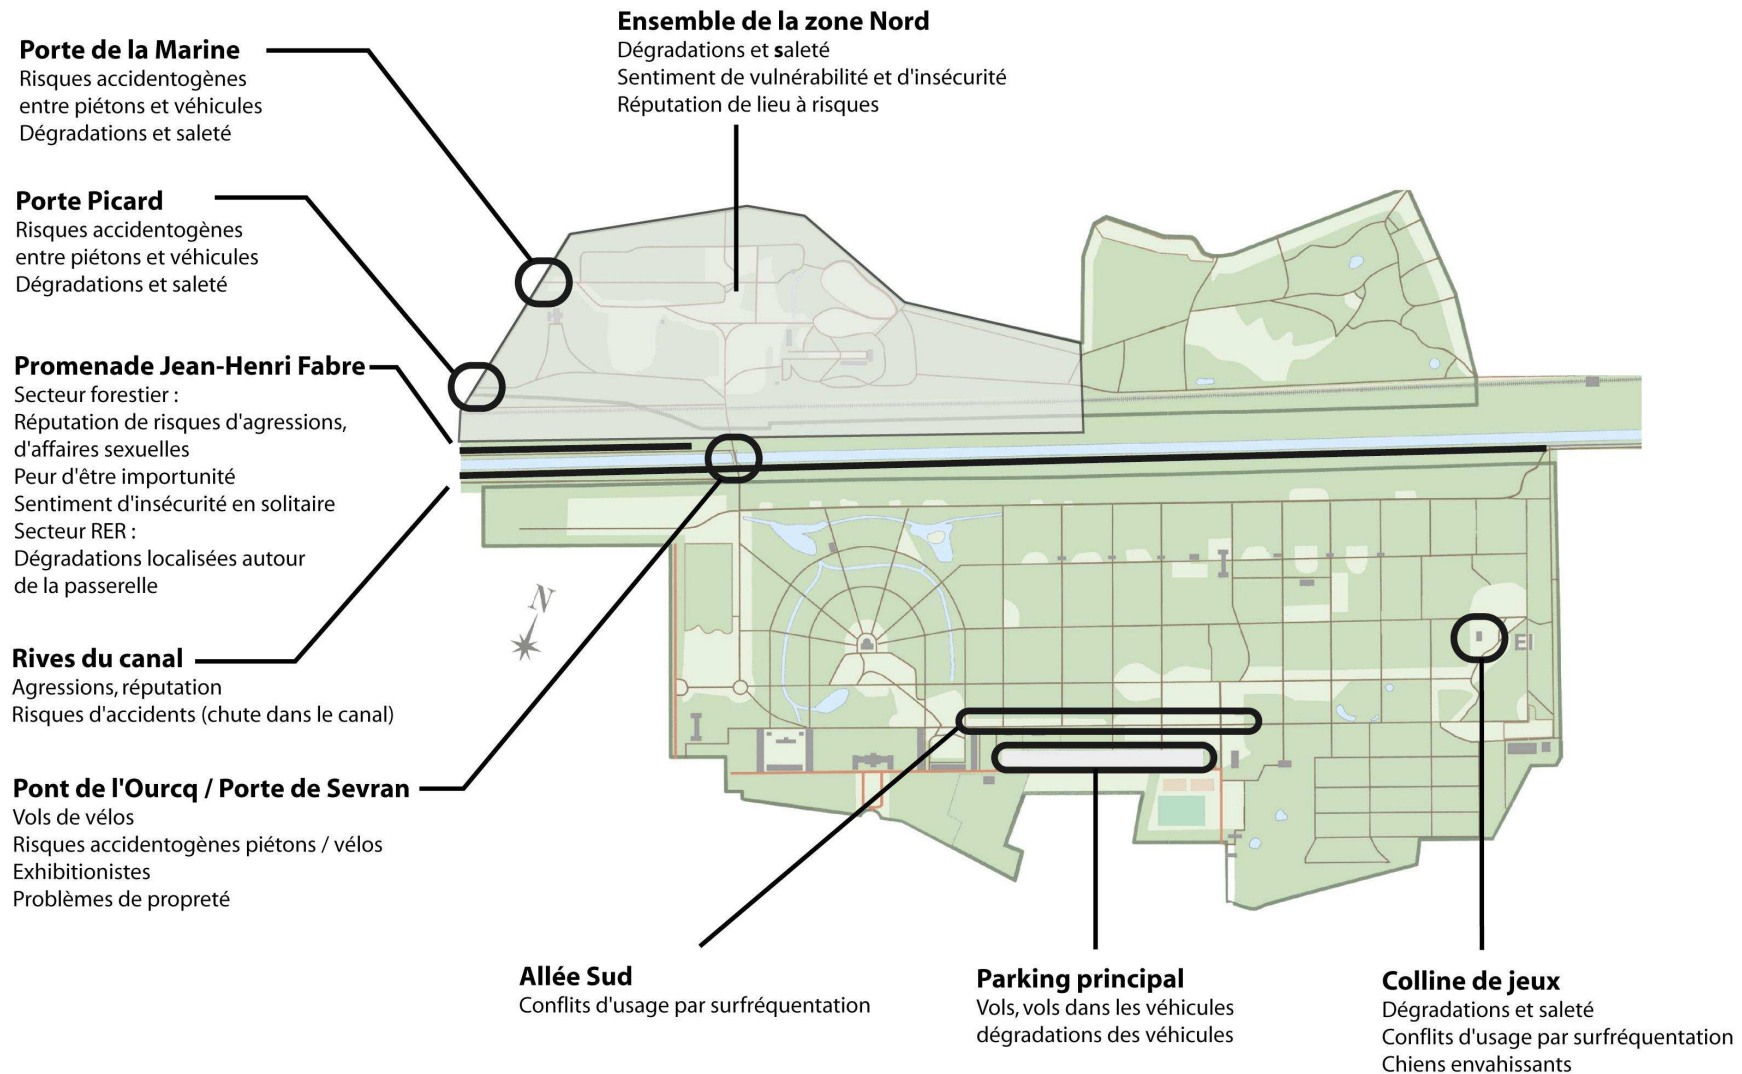 Porte de la Marine
Risques accidentogènes
entre piétons et véhicules
Dégradations et saleté
Ensemble de la zone Nord
Dégradations et saleté
Sentiment de vulnérabilité et d'insécurité
Réputation de lieu à risques
Porte Picard
Risques accidentogènes
entre piétons et véhicules
Dégradations et saleté
Promenade Jean-Henri Fabre
Secteur forestier :
Réputation de risques d'agressions,
d'affaires sexuelles
Peur d'être importunité
Sentiment d'insécurité en solitaire
Secteur RER :
Dégradations localisées autour
de la passerelle
N
Rives du canal
Agressions, réputation
Risques d'accidents (chute dans le canal)
Pont de l'Ourcq / Porte de Sevran
Vols de vélos
Risques accidentogènes piétons / vélos
Exhibitionistes
Problèmes de propreté
Allée Sud
Conflits d'usage par surfréquentation
Parking principal
Vols, vols dans les véhicules
dégradations des véhicules
Colline de jeux
Dégradations et saleté
Conflits d'usage par surfréquentation
Chiens envahissants